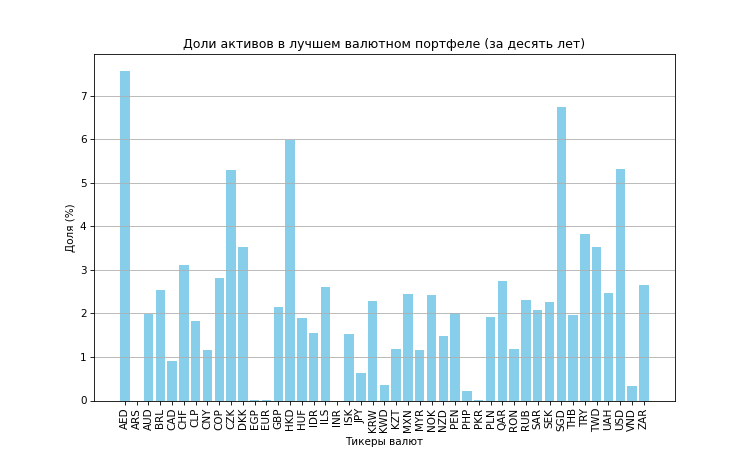 Доли активов в лучшем валютном портфеле (за десять лет)
Доля (%)
7
6
5
4
3
2
1
0
AED ARS AUD BRL CAD CHF CLP CNY COP CZK DKK EGP EUR GBP HKD HUF IDR ILS INR ISK JPY KRW KWD KZT MXN MYR NOK NZD PEN PHP PKR PLN QAR RON RUB SAR SEK SGD THB TRY TWD UAH USD VND ZAR
Тикеры валют